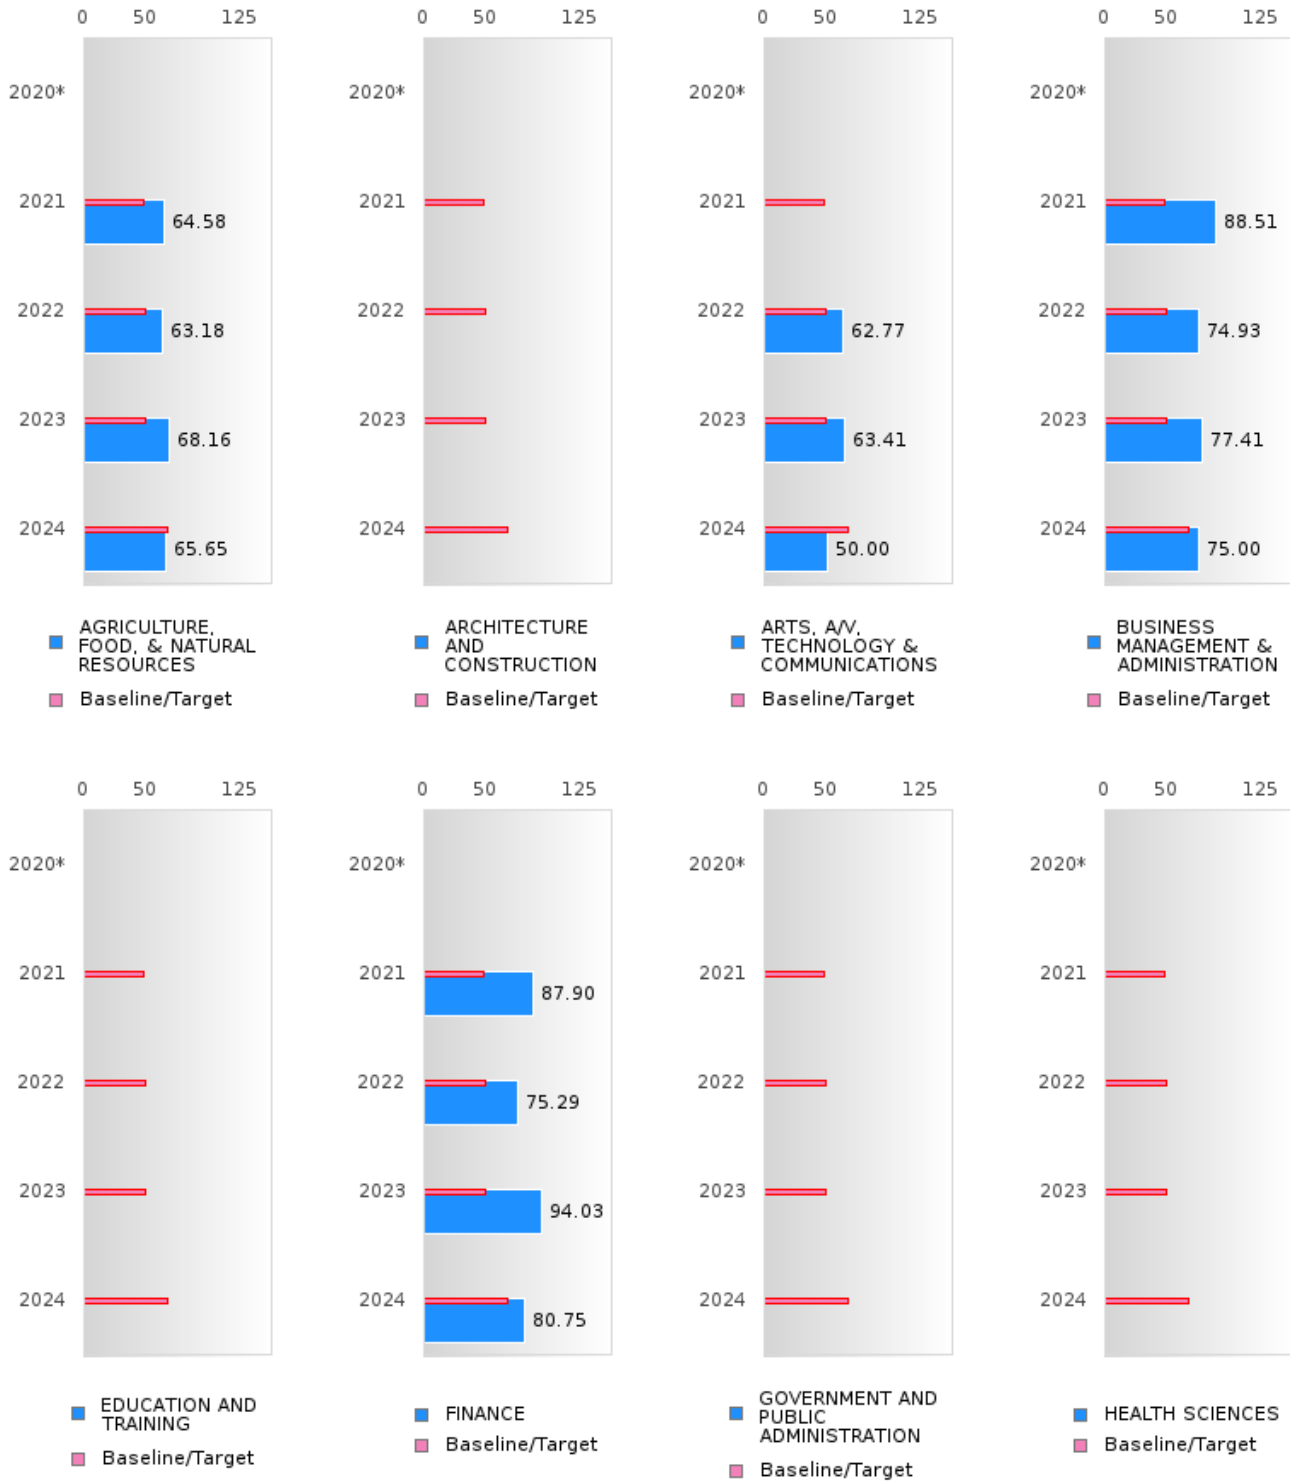 0 50 125 0 50 125 0 50 125 0 50 125
2020* 2020* 2020* 2020*
2021 2021 2021 2021
64.58 88.51
2022 2022 2022 2022
63.18 62.77 74.93
2023 2023 2023 2023
68.16 63.41 77.41
2024 2024 2024 2024
65.65 50.00 75.00
AGRICULTURE,
FOOD, & NATURAL
RESOURCES
Baseline/Target
ARCHITECTURE
AND
CONSTRUCTION
Baseline/Target
ARTS, A/V,
TECHNOLOGY &
COMMUNICATIONS
Baseline/Target
BUSINESS
MANAGEMENT &
ADMINISTRATION
Baseline/Target
0 50 125 0 50 125 0 50 125 0 50 125
2020* 2020* 2020* 2020*
2021 2021 2021 2021
87.90
2022 2022 2022 2022
75.29
2023 2023 2023 2023
94.03
2024 2024 2024 2024
80.75
EDUCATION AND
TRAINING
Baseline/Target
FINANCE
Baseline/Target
GOVERNMENT AND
PUBLIC
ADMINISTRATION
Baseline/Target
HEALTH SCIENCES
Baseline/Target